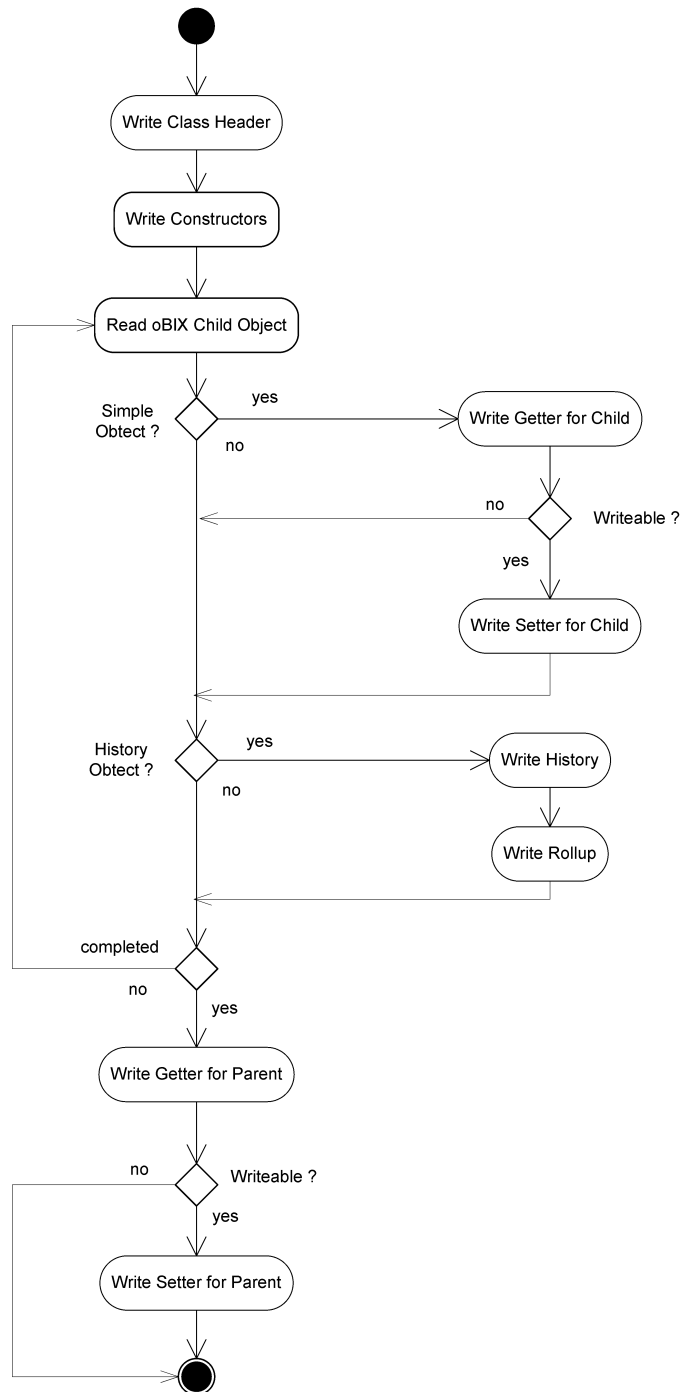 Write Class Header
Write Constructors
Read oBIX Child Object
Simple
Obtect ?
yes
no
Write Getter for Child
no
Writeable ?
yes
Write Setter for Child
History
Obtect ?
yes
no
Write History
Write Rollup
completed
no
yes
Write Getter for Parent
no
Writeable ?
yes
Write Setter for Parent